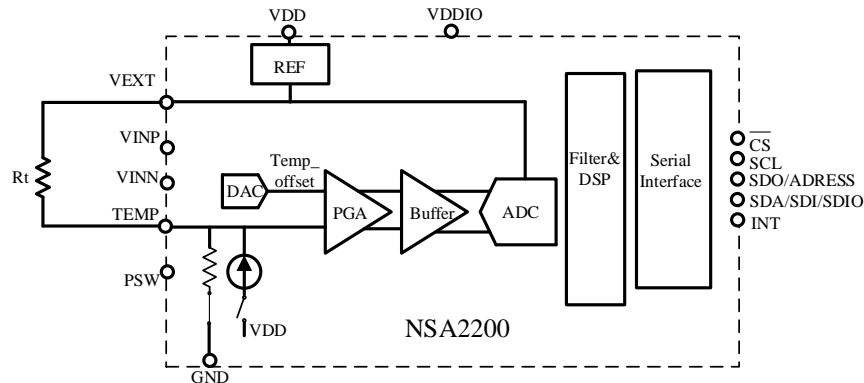 VDD
VDDIO
REF
VEXT
VINP
VINN
Rt
TEMP
PSW
DAC
Temp_
offset
PGA
Buffer
ADC
Filter&
DSP
Serial
Interface
CS
SCL
SDO/ADRESS
SDA/SDI/SDIO
INT
VDD
NSA2200
GND